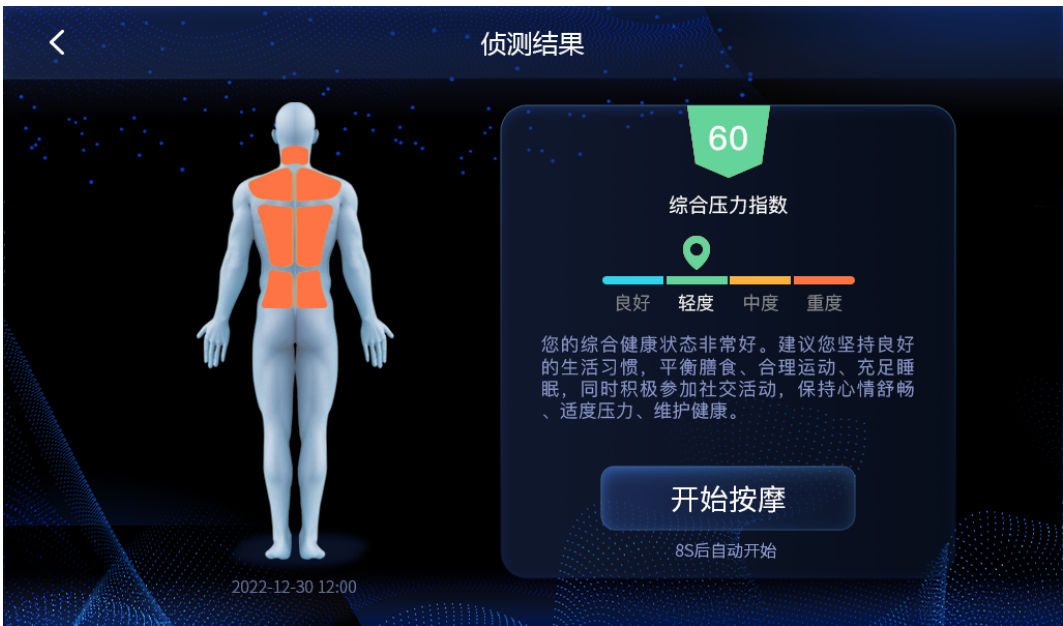 侦测结果
60
综合压力指数
良好 轻度 中度 重度
您的综合健康状态非常好。建议您坚持良好
的生活习惯，平衡膳食、合理运动、充足睡
眠，同时积极参加社交活动，保持心情舒畅
、适度压力、维护健康。
开始按摩
8S后自动开始
2022-12-30 12:00